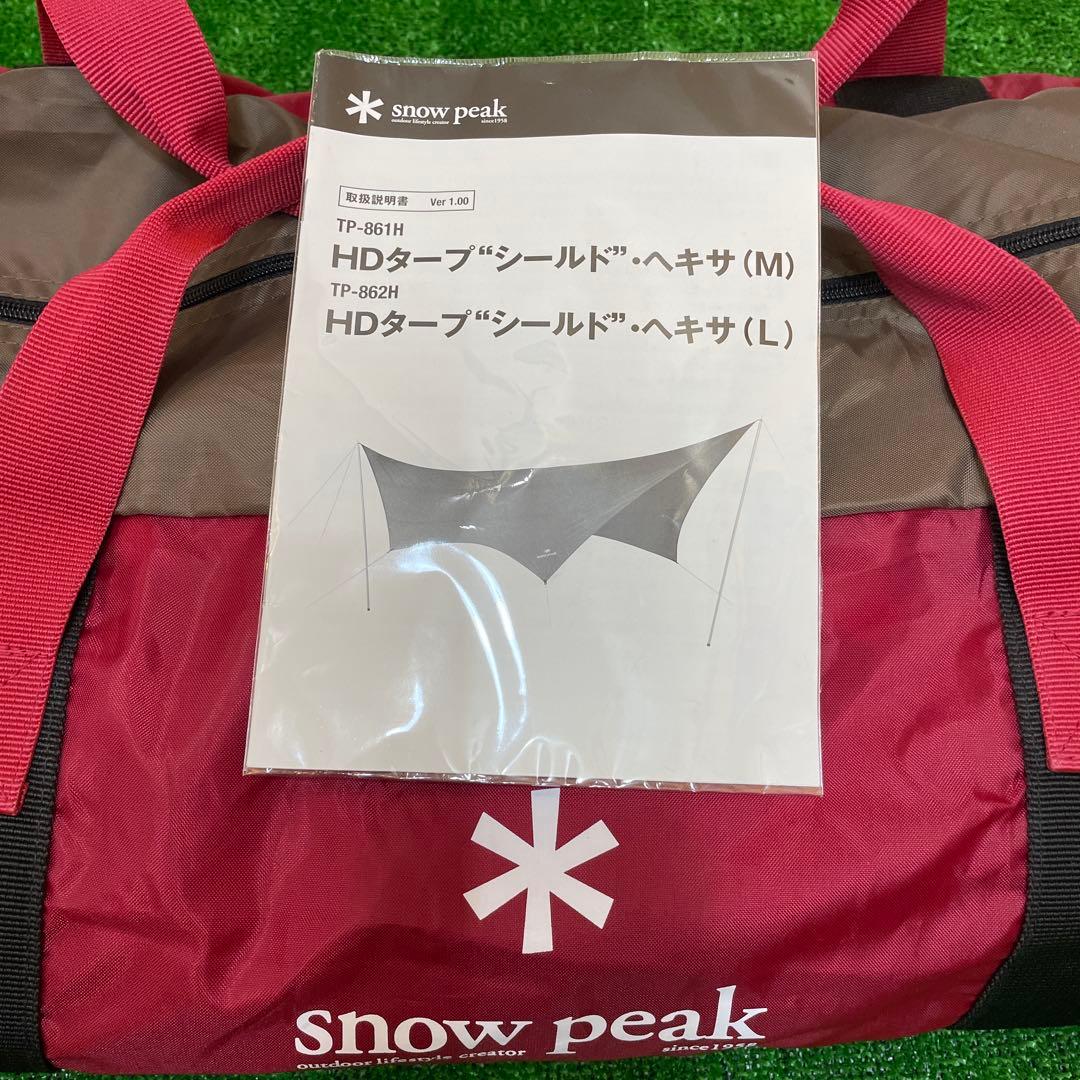 snow peak
outdoor lifestyle creator since1958
取扱説明書 Ver 1.00
TP-861H
HDタープ“シールド”・ヘキサ（M）
TP-862H
HDタープ“シールド”・ヘキサ（L）
snow peak
outdoor lifestyle creator since1958